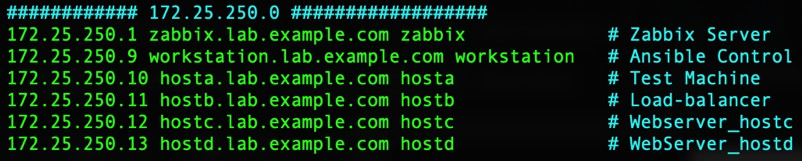 ############ 172.25.250.0 ##################
172.25.250.1 zabbix.lab.example.com zabbix # Zabbix Server
172.25.250.9 workstation.lab.example.com workstation # Ansible Control
172.25.250.10 hosta.lab.example.com hosta # Test Machine
172.25.250.11 hostb.lab.example.com hostb # Load-balancer
172.25.250.12 hostc.lab.example.com hostc # Webserver_hostc
172.25.250.13 hostd.lab.example.com hostd # WebServer_hostd